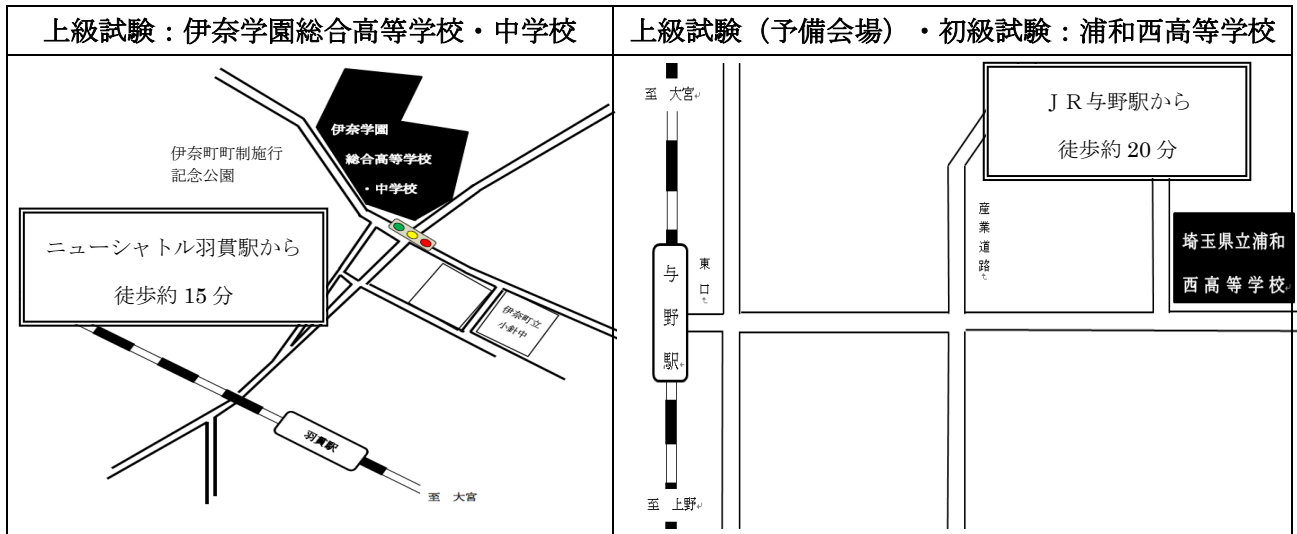 上級試験：伊奈学園総合高等学校・中学校
伊奈学園
総合高等学校
・中学校
伊奈町町制施行
記念公園
ニューシャトル羽貫駅から
徒歩約 15 分
伊奈町立
小針中
羽貫駅
至 大宮
上級試験（予備会場）・初級試験：浦和西高等学校
至 大宮
ＪＲ与野駅から
徒歩約 20 分
産業道路
埼玉県立浦和
西高等学校
東口
与野駅
至 上野